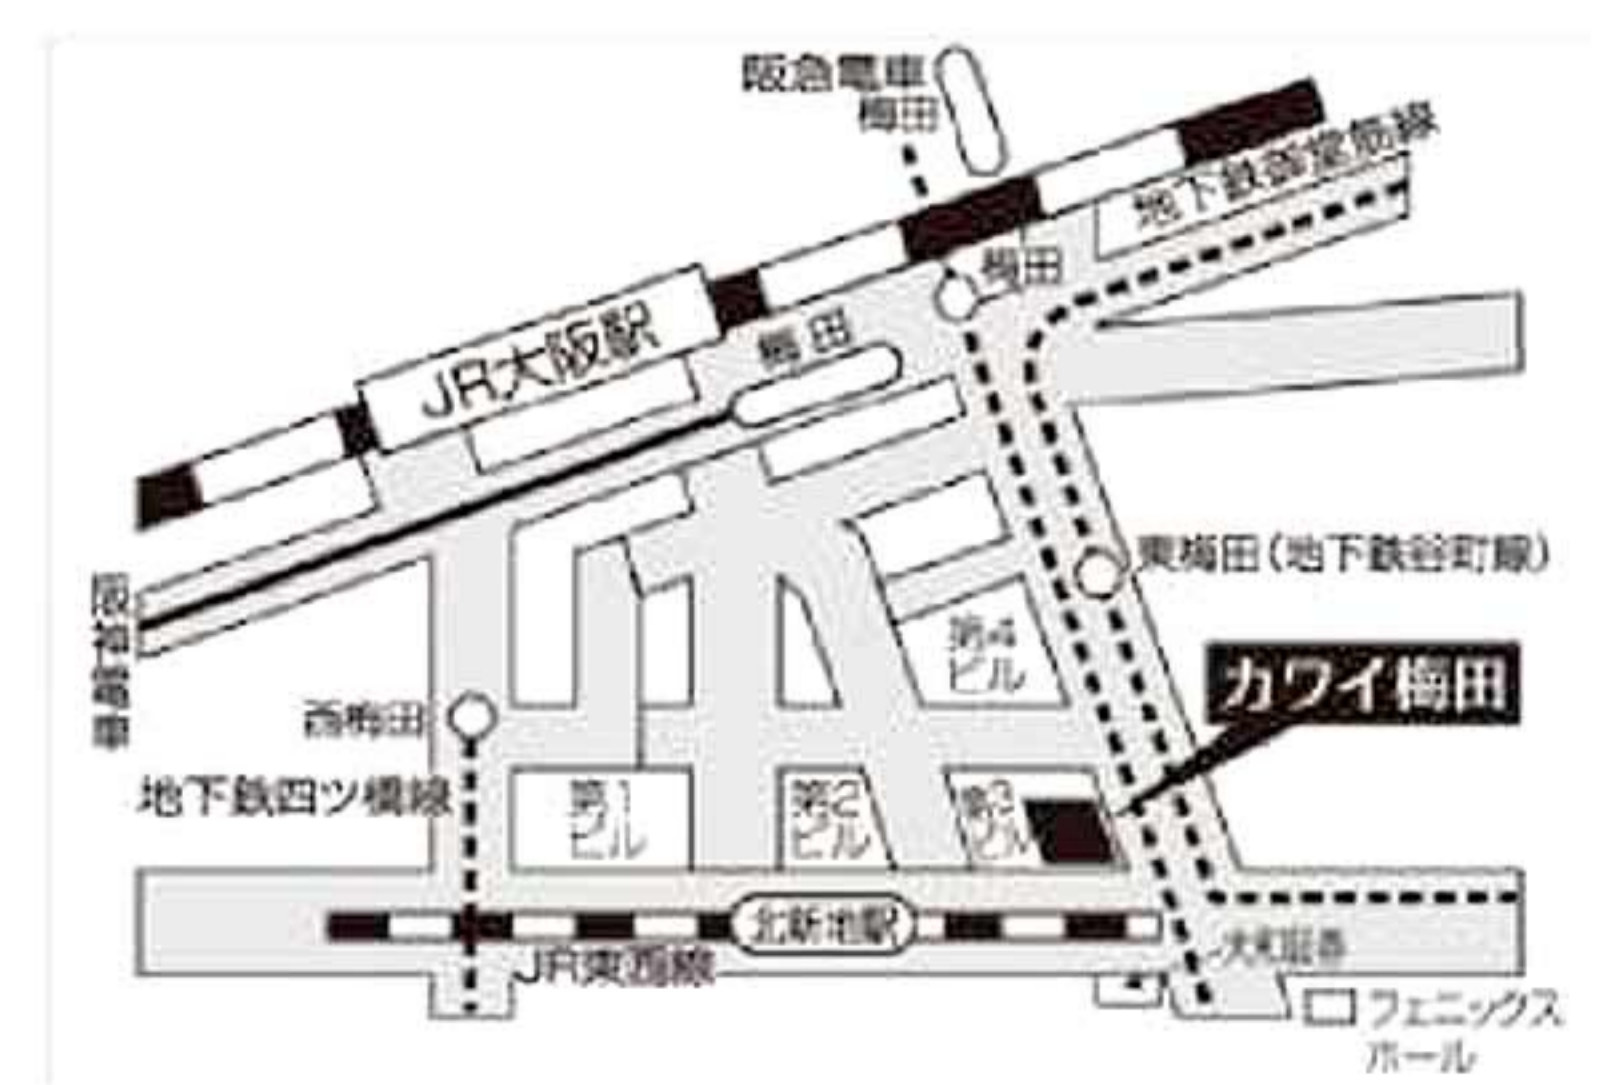 阪急電車
梅田
地下鉄御堂筋線
梅田
梅田
JR大阪駅
東梅田(地下鉄谷町線)
阪神電車
第4
ビル
カワイ梅田
西梅田
地下鉄四ツ橋線
第1
ビル
第2
ビル
第3
ビル
北新地駅
JR東西線
大和証券
フェニックス
ホール